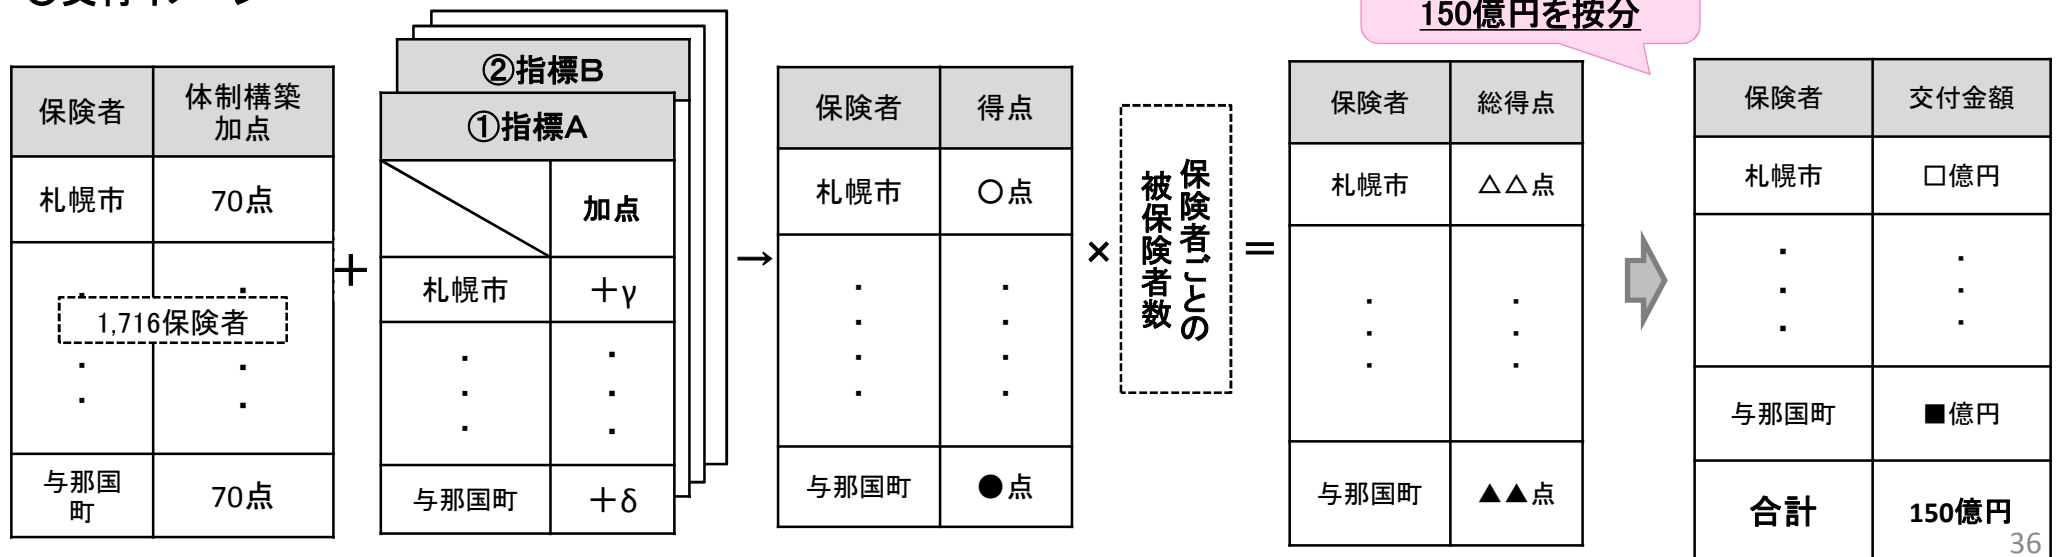 ○交付イメージ
150億円を按分
保険者
体制構築
加点
札幌市
70点
1,716保険者
与那国
町
70点
＋
②指標B
①指標A
加点
札幌市
＋γ
与那国町
＋δ
→
保険者
得点
札幌市
○点
与那国町
●点
×
保険者ごとの
被保険者数
＝
保険者
総得点
札幌市
△△点
与那国町
▲▲点
保険者
交付金額
札幌市
□億円
与那国町
■億円
合計
150億円
36